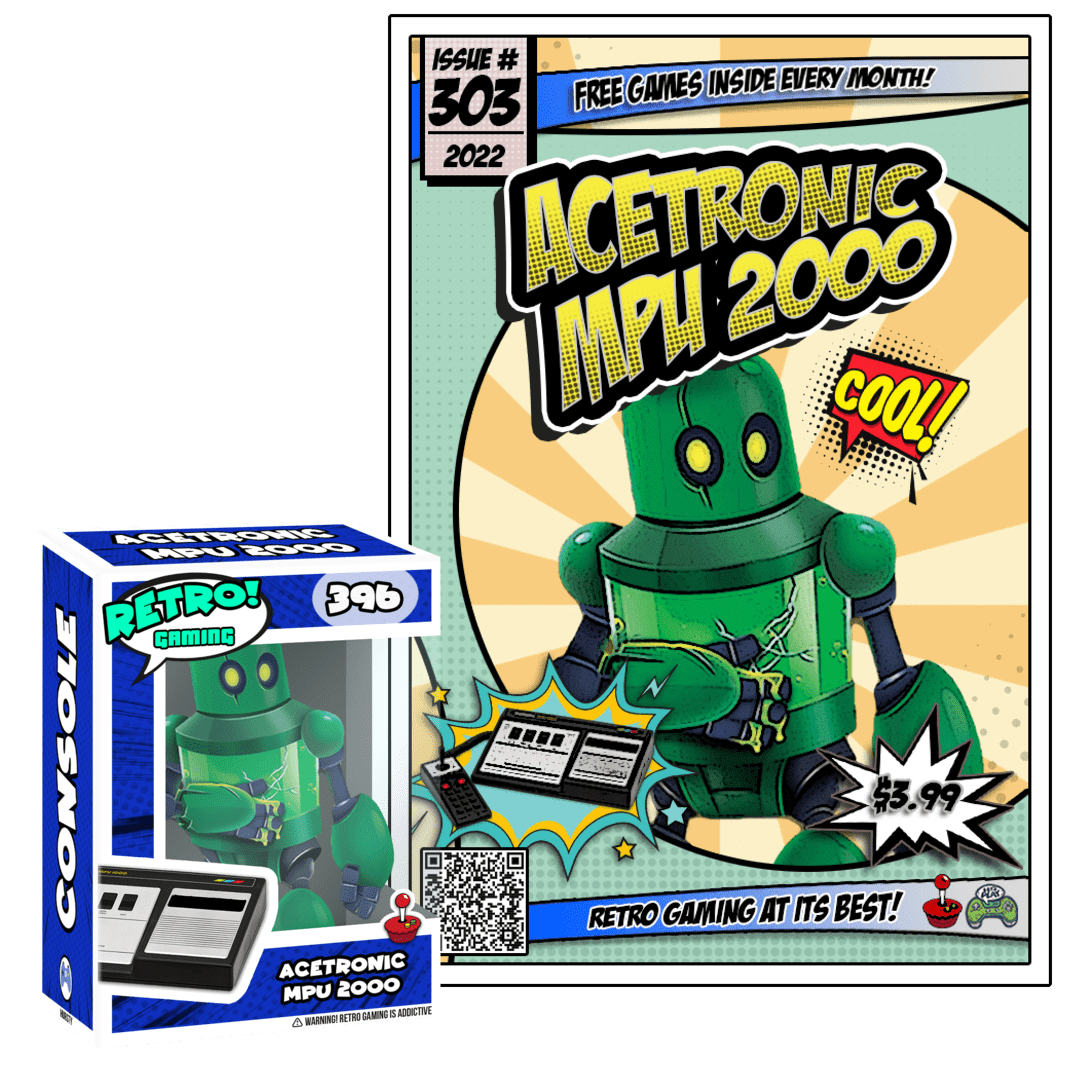 ISSUE #
303
2022
FREE GAMES INSIDE EVERY MONTH!
ACETRONIC
MPU 2000
COOL!
$3.99
RETRO GAMING AT ITS BEST!
ACETRONIC
MPU 2000
RETRO!
GAMING
396
CONSOLE
ACETRONIC
MPU 2000
⚠ WARNING! RETRO GAMING IS ADDICTIVE